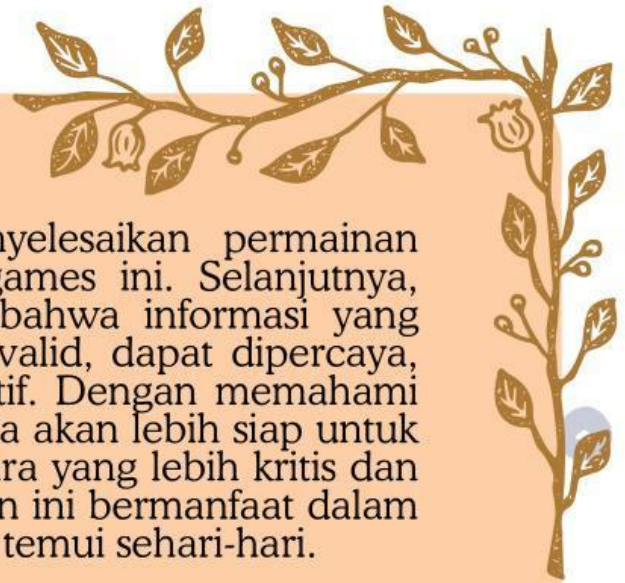 nyelesaikan permainan
games ini. Selanjutnya,
bahwa informasi yang
valid, dapat dipercaya,
tif. Dengan memahami
a akan lebih siap untuk
ra yang lebih kritis dan
n ini bermanfaat dalam
temui sehari-hari.